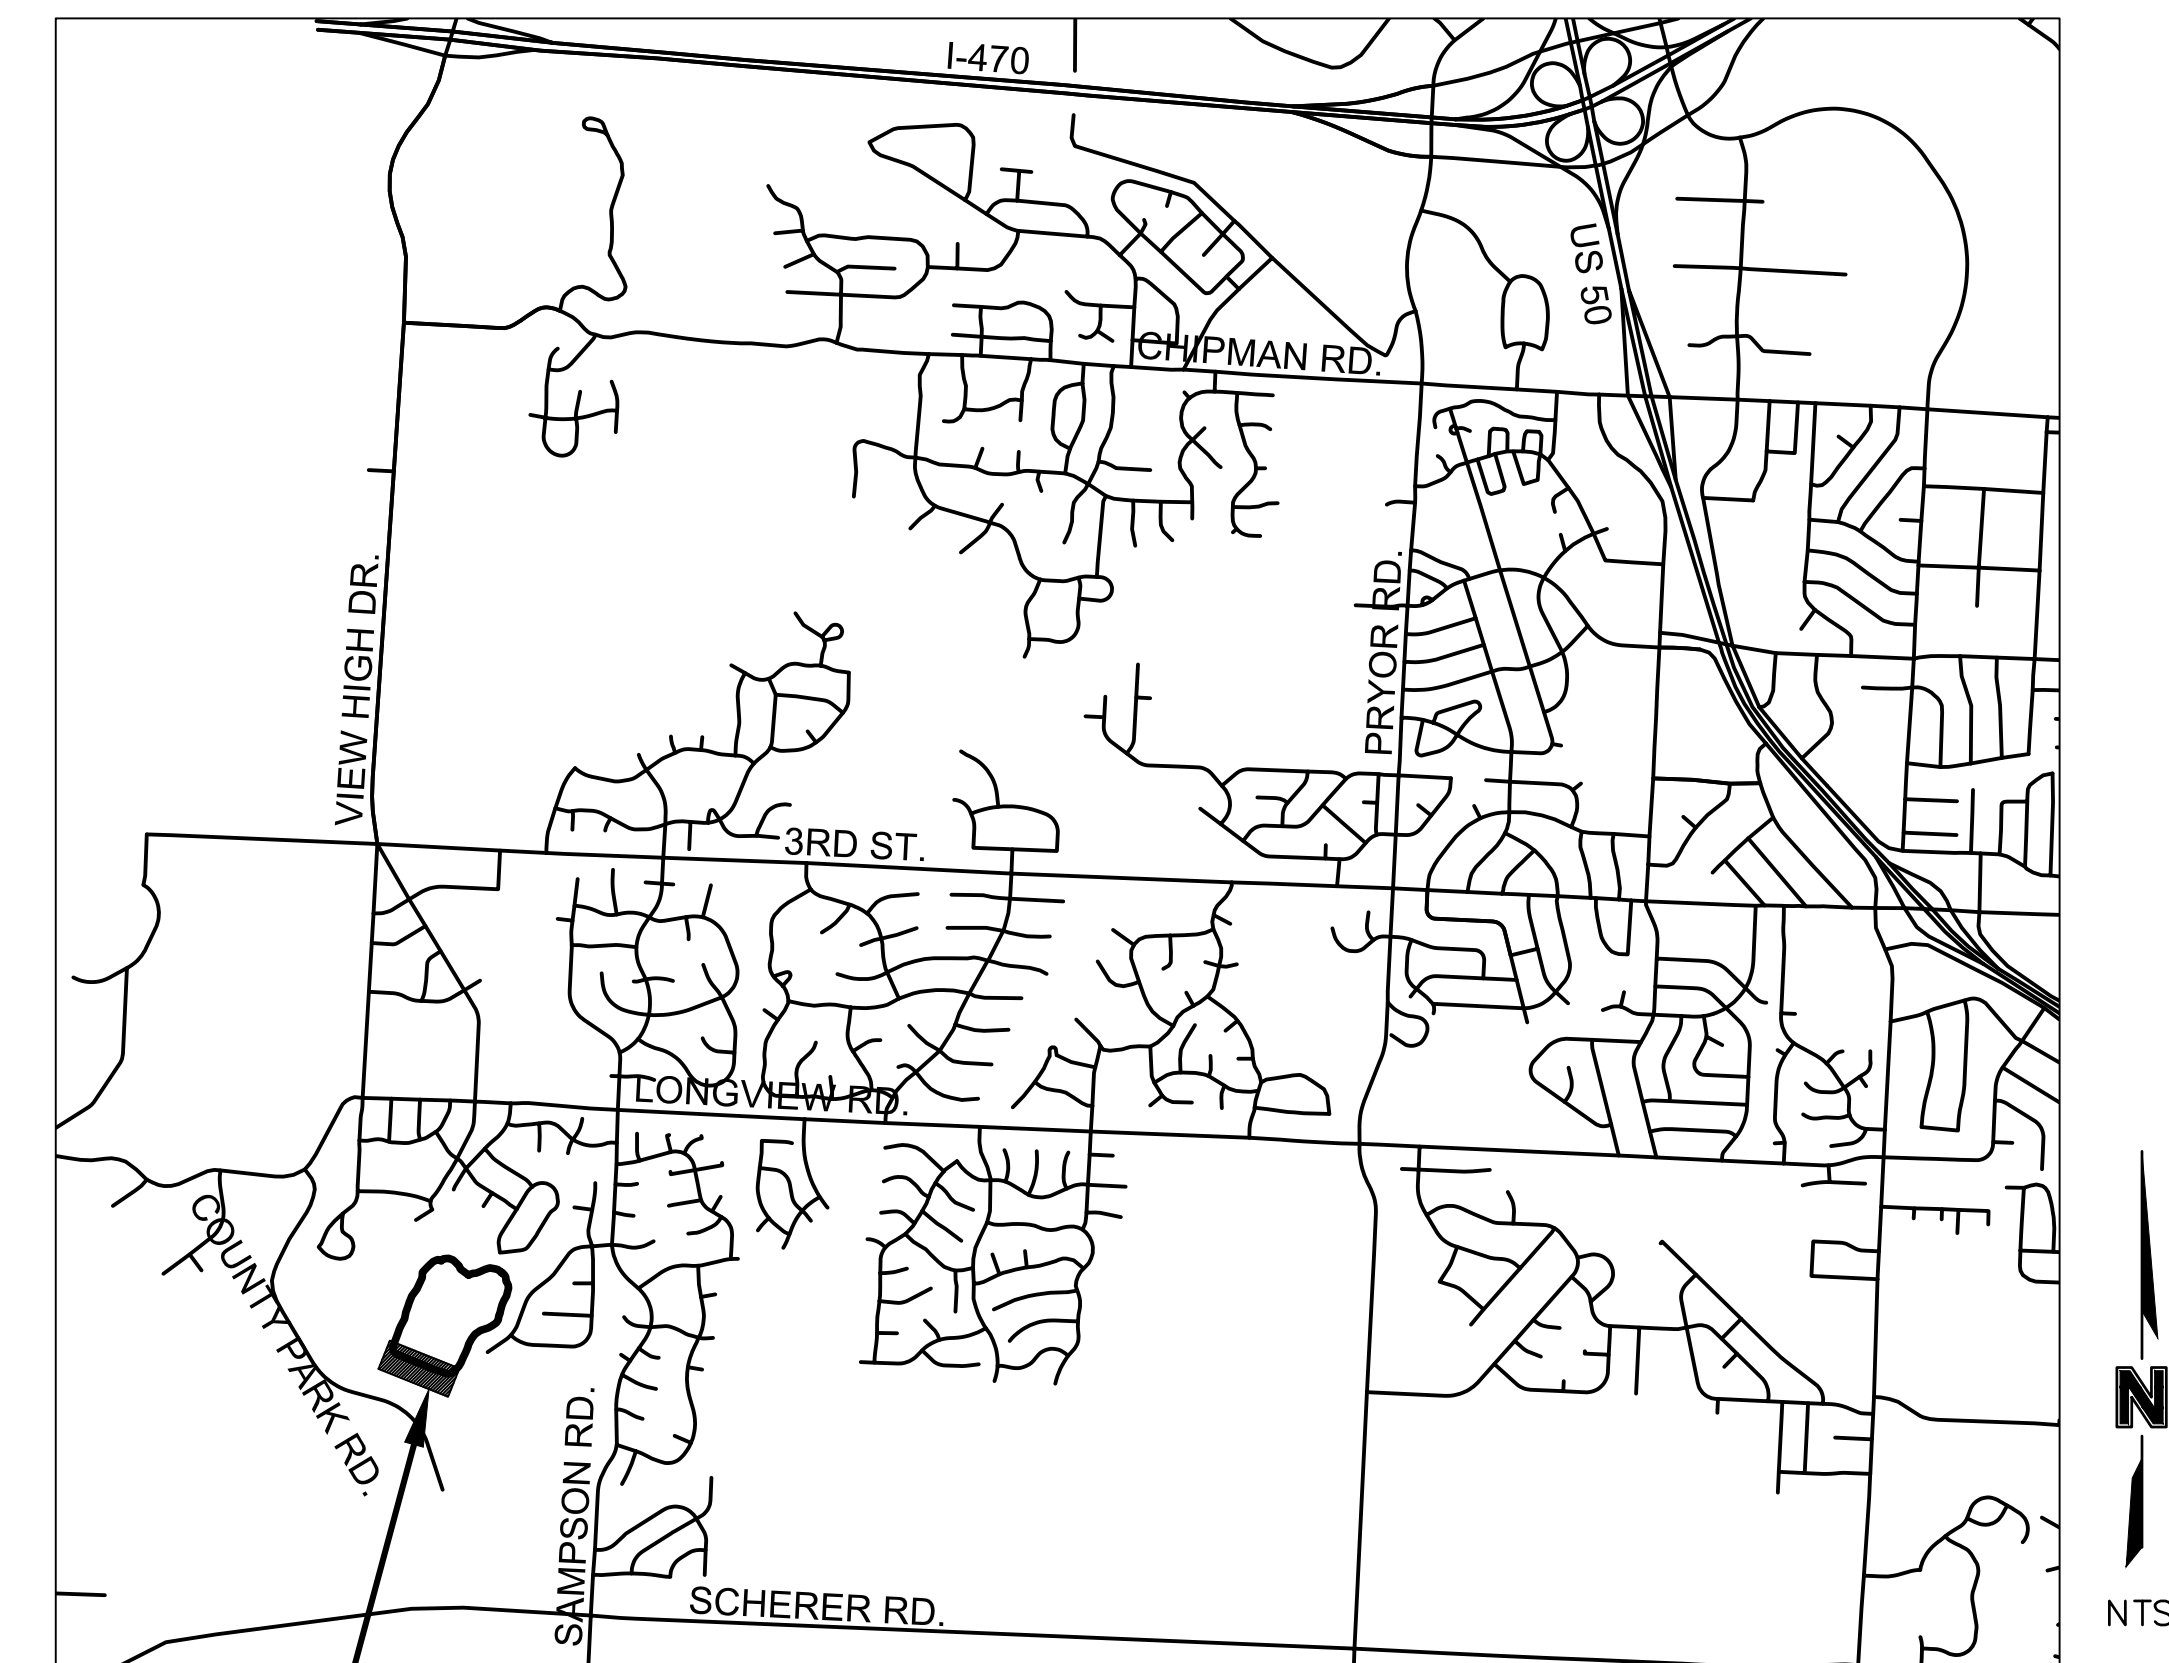 I-470
US 50
CHIPMAN RD.
VIEW HIGH DR.
PRYOR RD.
3RD ST.
LONGVIEW RD.
COUNTY PARK RD.
N
SAMPSON RD.
SCHERER RD.
NTS